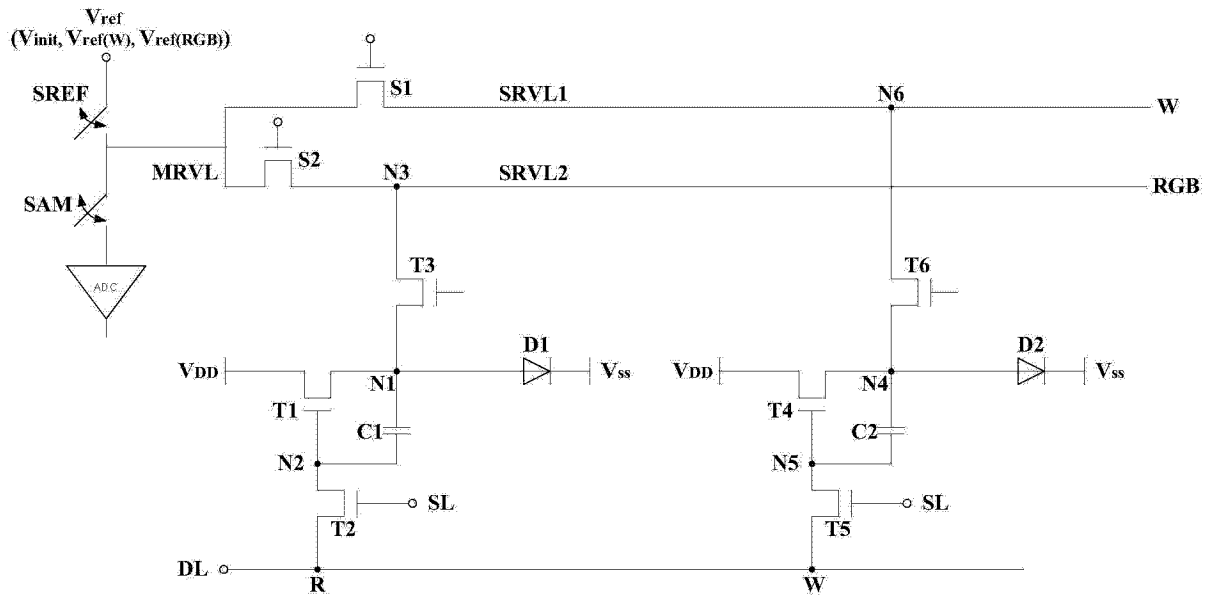 Vref
(Vinit, Vref(W), Vref(RGB))
SREF
S1
SRVL1
N6
W
MRVL
S2
N3
SRVL2
RGB
SAM
ADC
T3
T6
VDD
N1
D1
Vss
VDD
N4
D2
Vss
T1
C1
T4
C2
N2
N5
T2
SL
T5
SL
DL
R
W